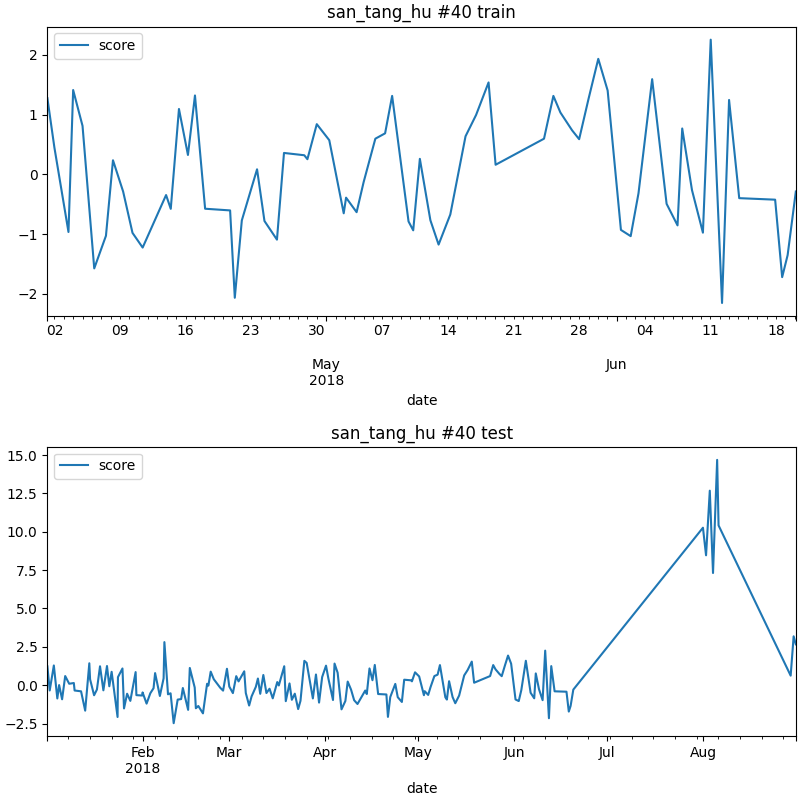 san_tang_hu #40 train
score
2
1
0
−1
−2
02 09 16 23 30 07 14 21 28 04 11 18
May Jun
2018
date
san_tang_hu #40 test
score
15.0
12.5
10.0
7.5
5.0
2.5
0.0
−2.5
Feb Mar Apr May Jun Jul Aug
2018
date